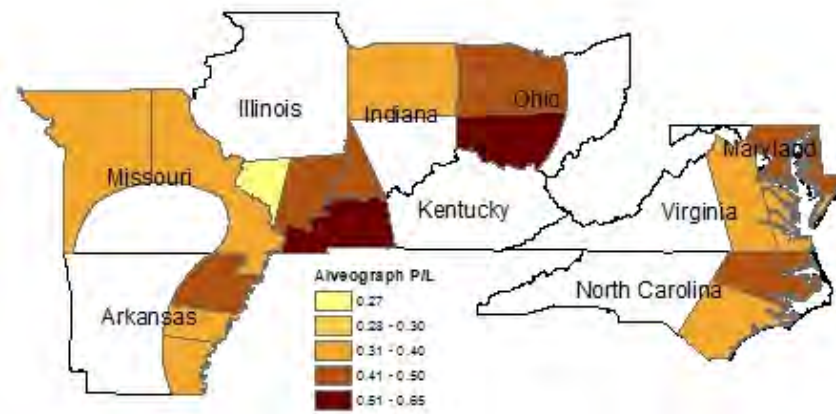 Illinois
Indiana
Ohio
Maryland
Missouri
Kentucky
Virginia
Arkansas
North Carolina
Alveograph P/L
0.27
0.28 - 0.30
0.31 - 0.40
0.41 - 0.50
0.51 - 0.65